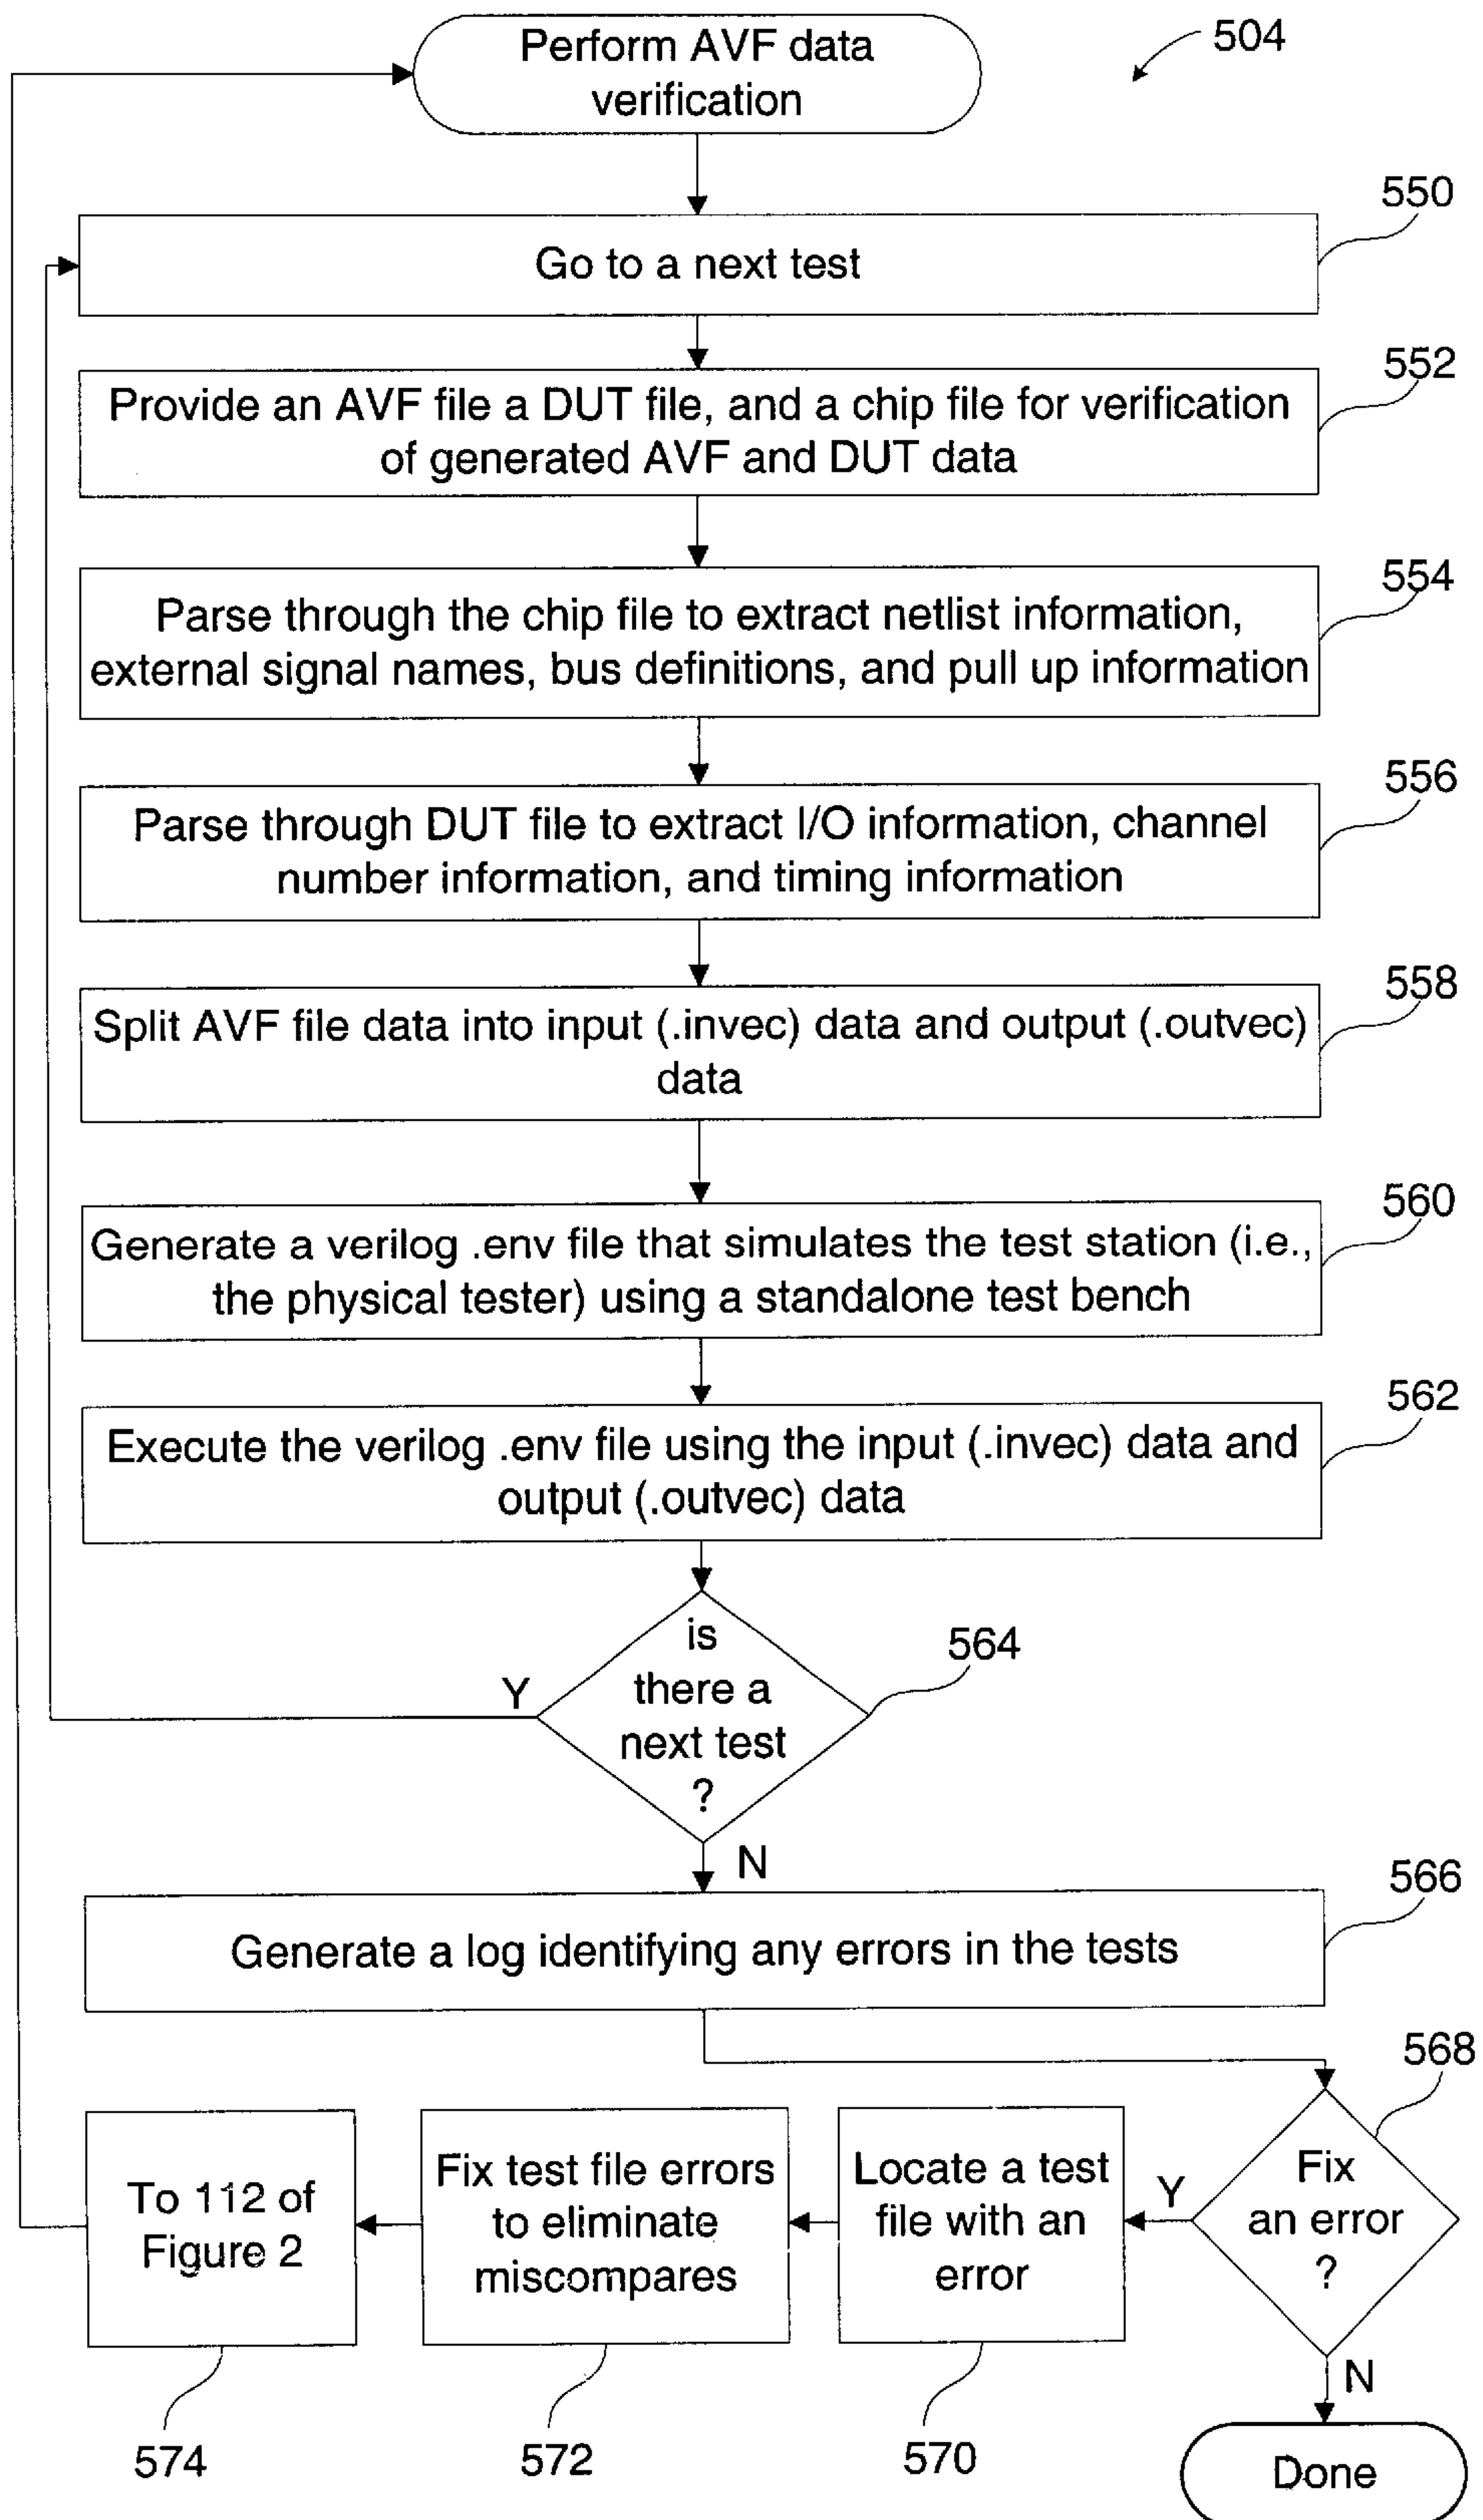 Perform AVF data
verification
504
550
Go to a next test
552
Provide an AVF file a DUT file, and a chip file for verification
of generated AVF and DUT data
554
Parse through the chip file to extract netlist information,
external signal names, bus definitions, and pull up information
556
Parse through DUT file to extract I/O information, channel
number information, and timing information
558
Split AVF file data into input (.invec) data and output (.outvec)
data
560
Generate a verilog .env file that simulates the test station (i.e.,
the physical tester) using a standalone test bench
562
Execute the verilog .env file using the input (.invec) data and
output (.outvec) data
is
there a
next test
?
564
Y
N
566
Generate a log identifying any errors in the tests
568
Fix
an error
?
Y
Locate a test
file with an
error
Fix test file errors
to eliminate
miscompares
To 112 of
Figure 2
N
574
572
570
Done